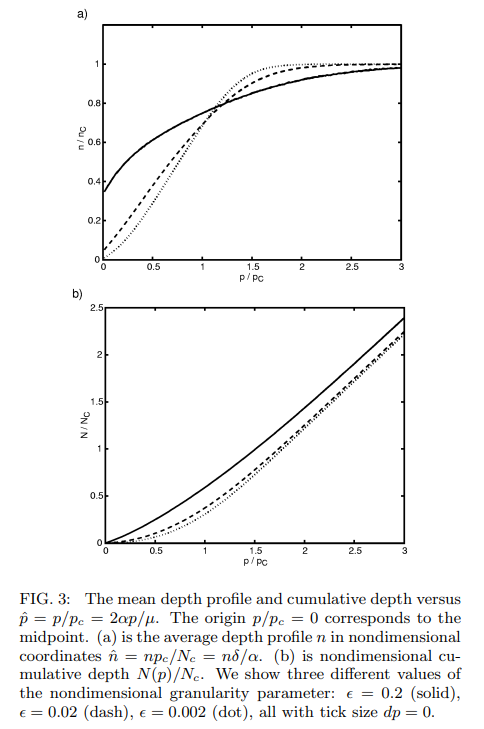 a)
1
0.8
0.6
0.4
0.2
0
n / nc
0 0.5 1 1.5 2 2.5 3
p / pC
b)
2.5
2
1.5
1
0.5
0
N / NC
0 0.5 1 1.5 2 2.5 3
p / pC
FIG. 3: The mean depth profile and cumulative depth versus
p̂ = p/pc = 2αp/μ. The origin p/pc = 0 corresponds to the
midpoint. (a) is the average depth profile n in nondimensional
coordinates n̂ = npc/Nc = nδ/α. (b) is nondimensional cu-
mulative depth N(p)/Nc. We show three different values of
the nondimensional granularity parameter: ϵ = 0.2 (solid),
ϵ = 0.02 (dash), ϵ = 0.002 (dot), all with tick size dp = 0.